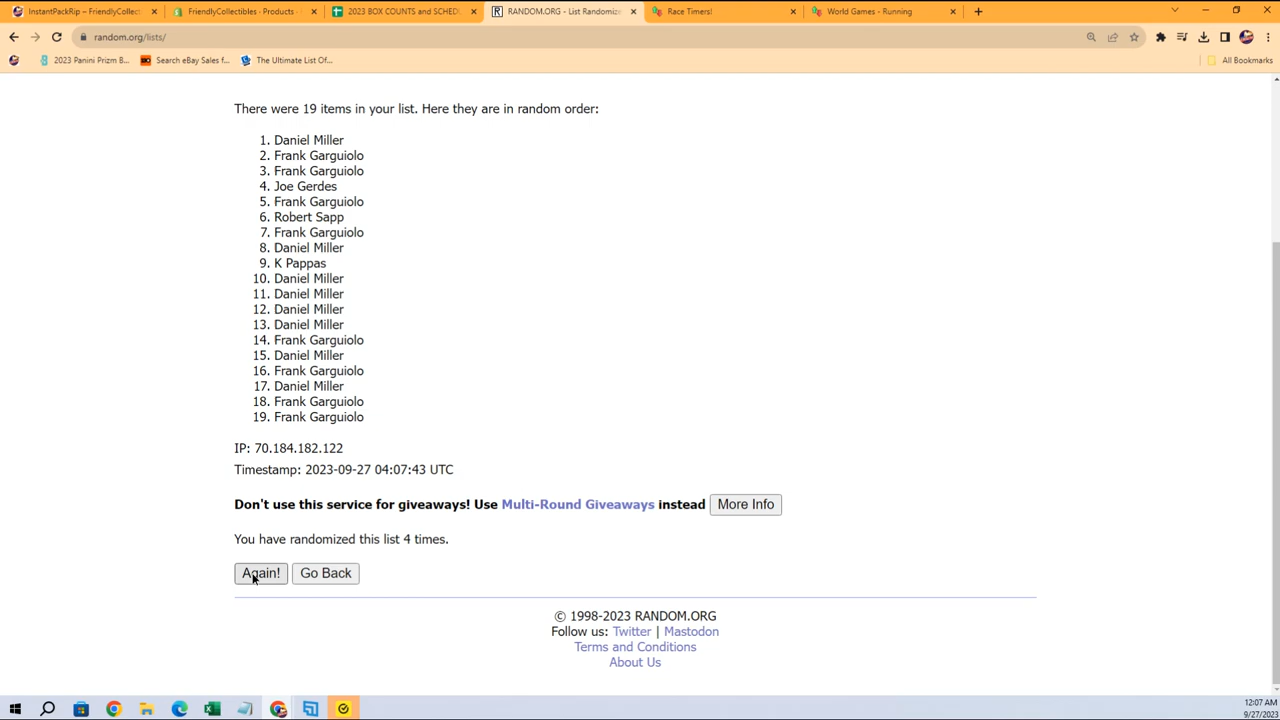 InstantPackRip – FriendlyCollect
FriendlyCollectibles · Products ·
2023 BOX COUNTS and SCHED
RANDOM.ORG - List Randomize
Race Timers!
World Games - Running
random.org/lists/
2023 Panini Prizm B...
Search eBay Sales f...
The Ultimate List Of...
All Bookmarks
There were 19 items in your list. Here they are in random order:
1. Daniel Miller
2. Frank Garguiolo
3. Frank Garguiolo
4. Joe Gerdes
5. Frank Garguiolo
6. Robert Sapp
7. Frank Garguiolo
8. Daniel Miller
9. K Pappas
10. Daniel Miller
11. Daniel Miller
12. Daniel Miller
13. Daniel Miller
14. Frank Garguiolo
15. Daniel Miller
16. Frank Garguiolo
17. Daniel Miller
18. Frank Garguiolo
19. Frank Garguiolo
IP: 70.184.182.122
Timestamp: 2023-09-27 04:07:43 UTC
Don't use this service for giveaways! Use Multi-Round Giveaways instead More Info
You have randomized this list 4 times.
Again! Go Back
© 1998-2023 RANDOM.ORG
Follow us: Twitter | Mastodon
Terms and Conditions
About Us
12:07 AM
9/27/2023